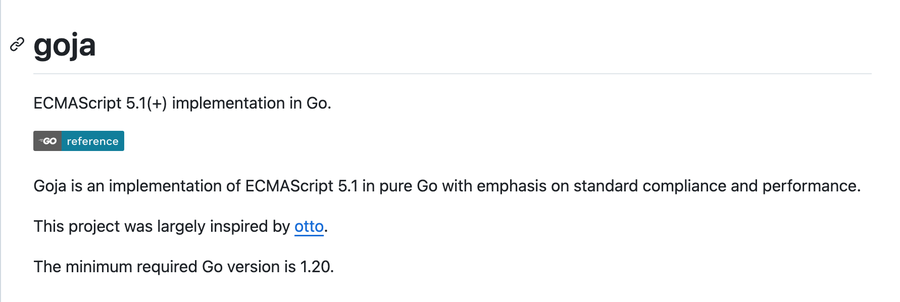 goja
ECMAScript 5.1(+) implementation in Go.
GO reference
Goja is an implementation of ECMAScript 5.1 in pure Go with emphasis on standard compliance and performance.
This project was largely inspired by otto.
The minimum required Go version is 1.20.